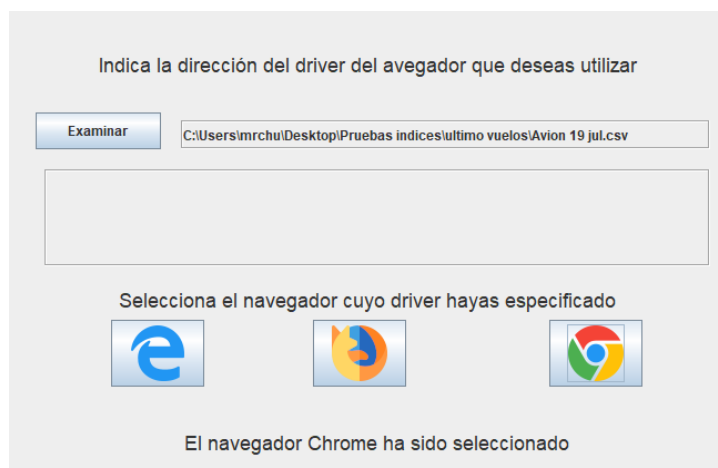 Indica la dirección del driver del avegador que deseas utilizar
Examinar
C:\Users\mrchu\Desktop\Pruebas indices\ultimo vuelos\Avion 19 jul.csv
Selecciona el navegador cuyo driver hayas especificado
El navegador Chrome ha sido seleccionado